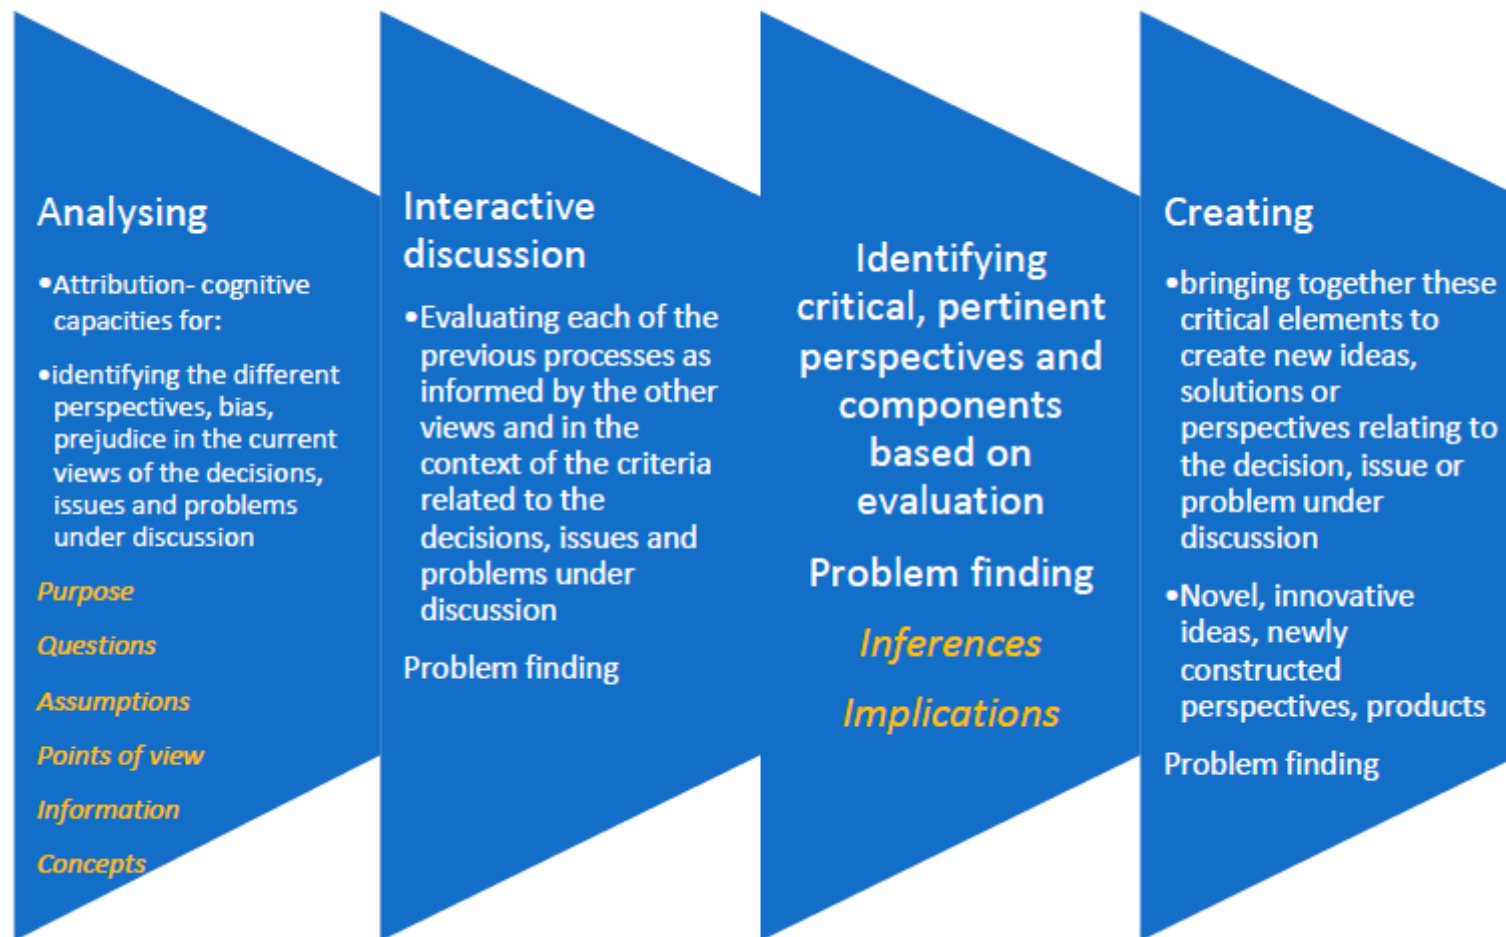 Analysing
•Attribution- cognitive
capacities for:
•identifying the different
perspectives, bias,
prejudice in the current
views of the decisions,
issues and problems
under discussion
Purpose
Questions
Assumptions
Points of view
Information
Concepts
Interactive
discussion
•Evaluating each of the
previous processes as
informed by the other
views and in the
context of the criteria
related to the
decisions, issues and
problems under
discussion
Problem finding
Identifying
critical, pertinent
perspectives and
components
based on
evaluation
Problem finding
Inferences
Implications
Creating
•bringing together these
critical elements to
create new ideas,
solutions or
perspectives relating to
the decision, issue or
problem under
discussion
•Novel, innovative
ideas, newly
constructed
perspectives, products
Problem finding